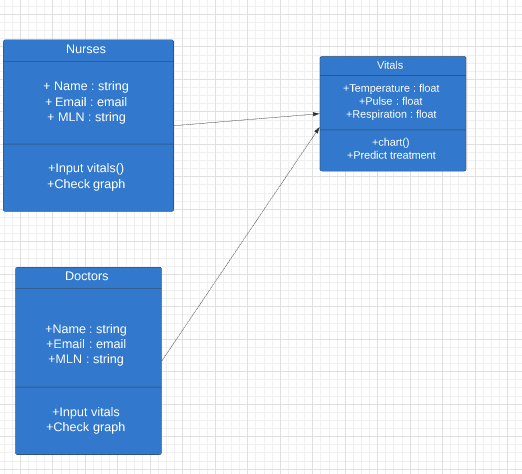 Nurses
+ Name : string
+ Email : email
+ MLN : string
+Input vitals()
+Check graph
Vitals
+Temperature : float
+Pulse : float
+Respiration : float
+chart()
+Predict treatment
Doctors
+Name : string
+Email : email
+MLN : string
+Input vitals
+Check graph